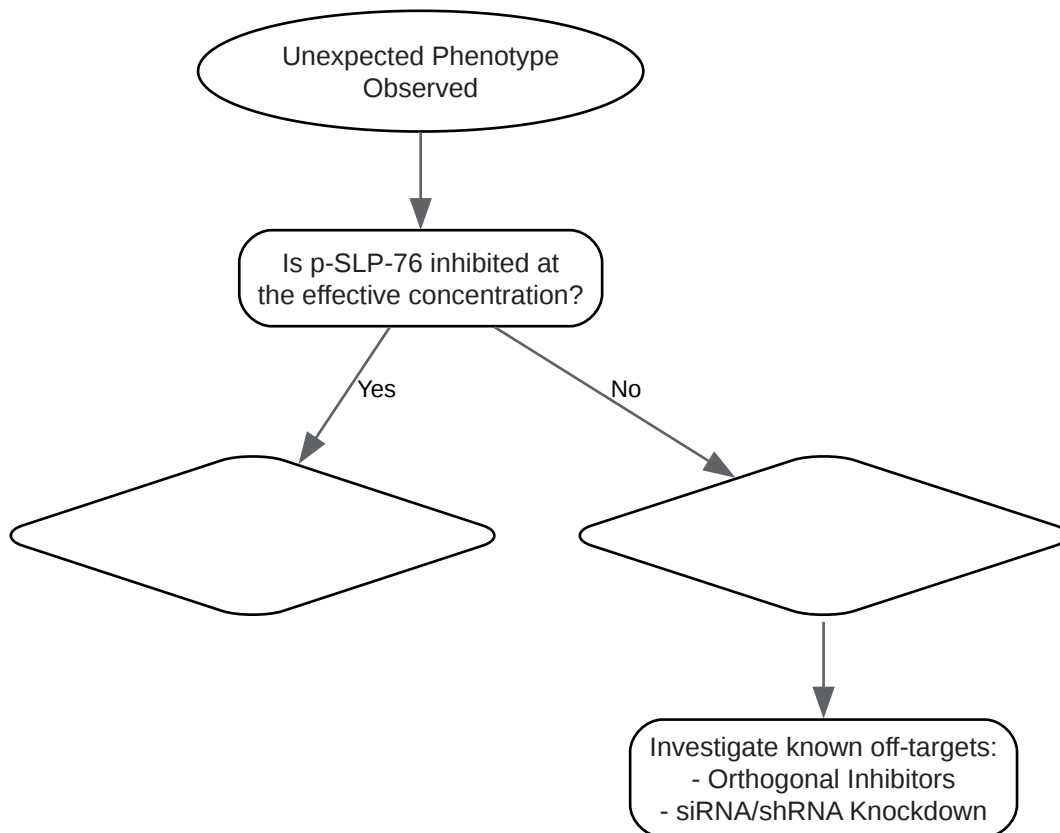 Unexpected Phenotype
Observed
Is p-SLP-76 inhibited at
the effective concentration?
Yes
No
Investigate known off-targets:
- Orthogonal Inhibitors
- siRNA/shRNA Knockdown